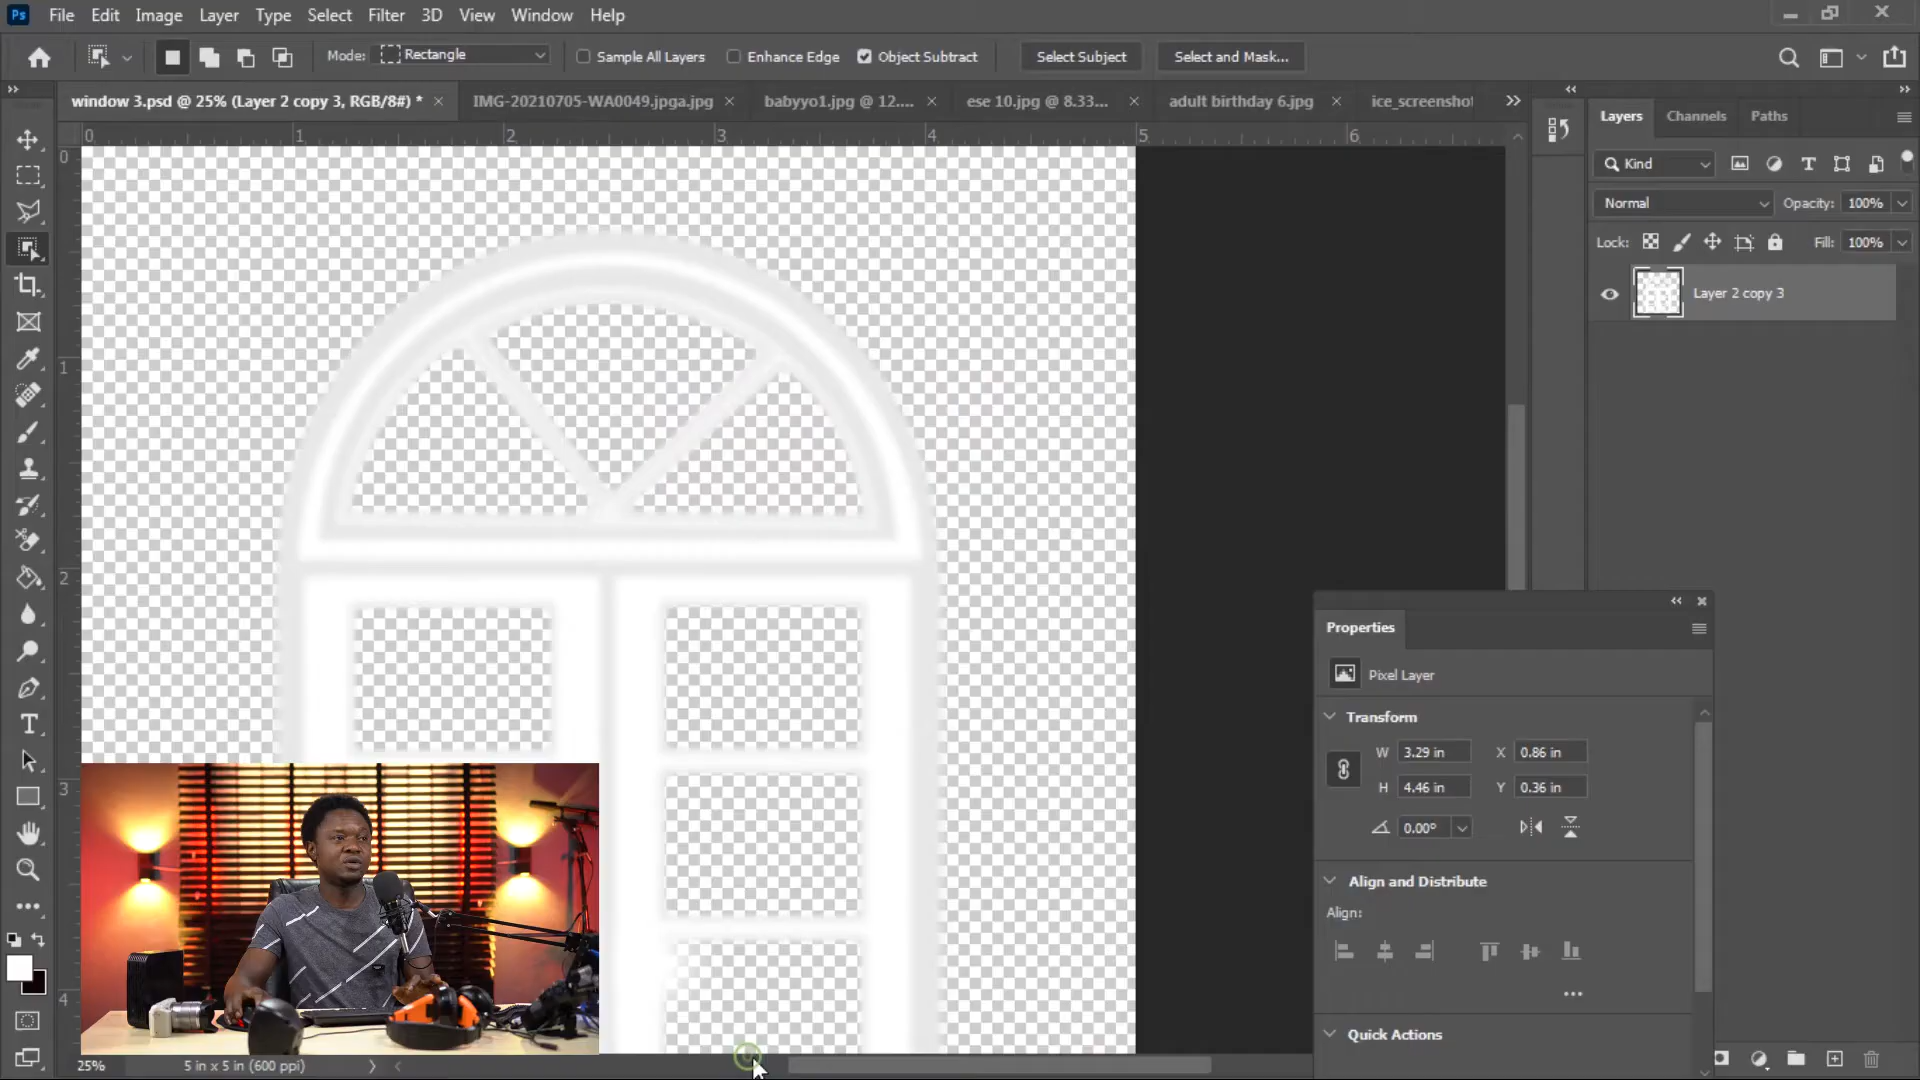 Ps File Edit Image Layer Type Select Filter 3D View Window Help
Mode: Rectangle Sample All Layers Enhance Edge Object Subtract Select Subject Select and Mask...
window 3.psd @ 25% (Layer 2 copy 3, RGB/8#) * IMG-20210705-WA0049.jpga.jpg babyyo1.jpg @ 12.... ese 10.jpg @ 8.33... adult birthday 6.jpg ice_screenshot
0 1 2 3 4 5 6
0
1
2
3
4
Layers Channels Paths
Kind
Normal Opacity: 100%
Lock: Fill: 100%
Layer 2 copy 3
Properties
Pixel Layer
Transform
W 3.29 in X 0.86 in
H 4.46 in Y 0.36 in
0.00°
Align and Distribute
Align:
...
Quick Actions
25% 5 in x 5 in (600 ppi)